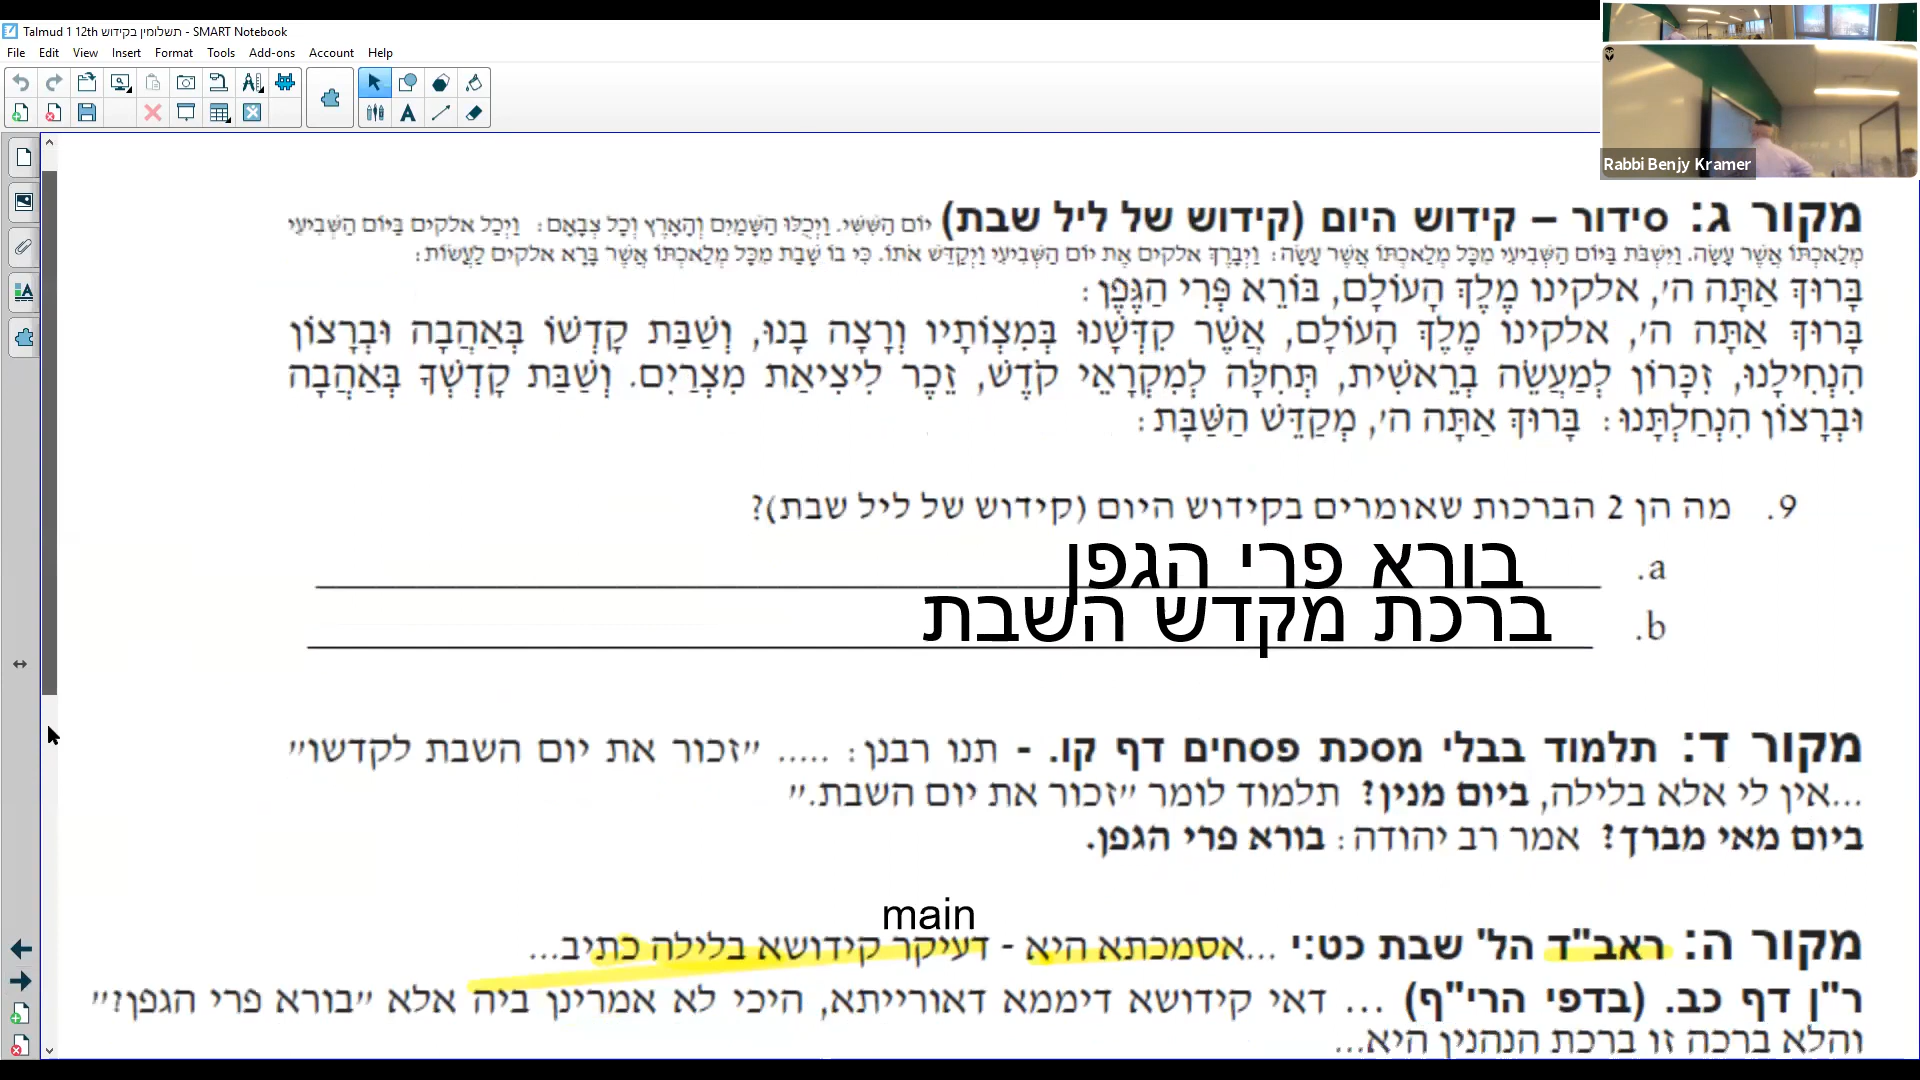 Talmud 1 12th תשלומין בקידוש - SMART Notebook
File Edit View Insert Format Tools Add-ons Account Help
Rabbi Benjy Kramer
מקור ג: סידור – קידוש היום (קידוש של ליל שבת) יוֹם הַשִּׁשִּׁי. וַיְכֻלּוּ הַשָּׁמַיִם וְהָאָרֶץ וְכָל צְבָאָם: וַיְכַל אלקים בַּיּוֹם הַשְּׁבִיעִי
מְלַאכְתּוֹ אֲשֶׁר עָשָׂה. וַיִּשְׁבֹּת בַּיּוֹם הַשְּׁבִיעִי מִכָּל מְלַאכְתּוֹ אֲשֶׁר עָשָׂה: וַיְבָרֶךְ אלקים אֶת יוֹם הַשְּׁבִיעִי וַיְקַדֵּשׁ אֹתוֹ. כִּי בוֹ שָׁבַת מִכָּל מְלַאכְתּוֹ אֲשֶׁר בָּרָא אלקים לַעֲשׂוֹת:
בָּרוּךְ אַתָּה ה', אלקינו מֶלֶךְ הָעוֹלָם, בּוֹרֵא פְּרִי הַגֶּפֶן:
בָּרוּךְ אַתָּה ה', אלקינו מֶלֶךְ הָעוֹלָם, אֲשֶׁר קִדְּשָׁנוּ בְּמִצְוֹתָיו וְרָצָה בָנוּ, וְשַׁבַּת קָדְשׁוֹ בְּאַהֲבָה וּבְרָצוֹן
הִנְחִילָנוּ, זִכָּרוֹן לְמַעֲשֵׂה בְרֵאשִׁית, תְּחִלָּה לְמִקְרָאֵי קֹדֶשׁ, זֵכֶר לִיצִיאַת מִצְרַיִם. וְשַׁבַּת קָדְשְׁךָ בְּאַהֲבָה
וּבְרָצוֹן הִנְחַלְתָּנוּ: בָּרוּךְ אַתָּה ה', מְקַדֵּשׁ הַשַּׁבָּת:
9. מה הן 2 הברכות שאומרים בקידוש היום (קידוש של ליל שבת)?
a. בורא פרי הגפן
b. ברכת מקדש השבת
מקור ד: תלמוד בבלי מסכת פסחים דף קו. - תנו רבנן: ..... "זכור את יום השבת לקדשו"
...אין לי אלא בלילה, ביום מנין? תלמוד לומר "זכור את יום השבת."
ביום מאי מברך? אמר רב יהודה: בורא פרי הגפן.
main
מקור ה: ראב"ד הל' שבת כט:י ...אסמכתא היא - דעיקר קידושא בלילה כתיב...
ר"ן דף כב. (בדפי הרי"ף) ... דאי קידושא דיממא דאורייתא, היכי לא אמרינן ביה אלא "בורא פרי הגפן?"
והלא ברכה זו ברכת הנהנין היא...